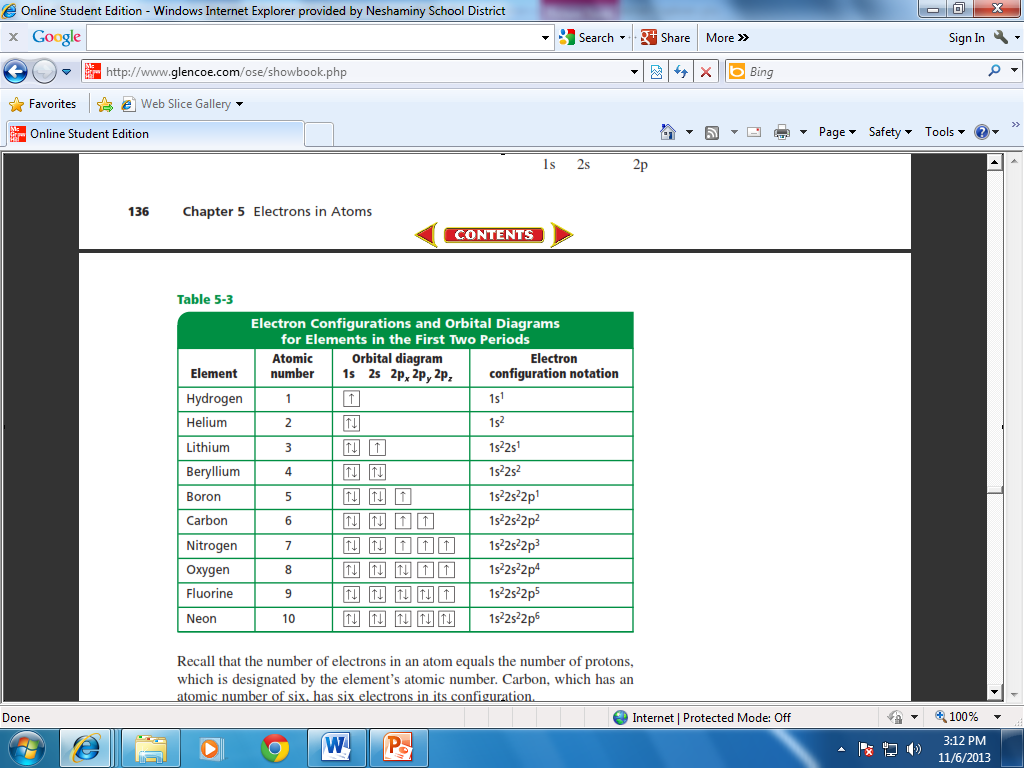 Online Student Edition - Windows Internet Explorer provided by Neshaminy School District
x Google Search Share More » Sign In
http://www.glencoe.com/ose/showbook.php Bing
Favorites Web Slice Gallery
Online Student Edition Page Safety Tools »
1s 2s 2p
136 Chapter 5 Electrons in Atoms
CONTENTS
Table 5-3
Electron Configurations and Orbital Diagrams
for Elements in the First Two Periods
Atomic Orbital diagram Electron
Element number 1s 2s 2pₓ 2pᵧ 2p_z configuration notation
Hydrogen 1 ↑ 1s¹
Helium 2 ↑↓ 1s²
Lithium 3 ↑↓ ↑ 1s²2s¹
Beryllium 4 ↑↓ ↑↓ 1s²2s²
Boron 5 ↑↓ ↑↓ ↑ 1s²2s²2p¹
Carbon 6 ↑↓ ↑↓ ↑ ↑ 1s²2s²2p²
Nitrogen 7 ↑↓ ↑↓ ↑ ↑ ↑ 1s²2s²2p³
Oxygen 8 ↑↓ ↑↓ ↑↓ ↑ ↑ 1s²2s²2p⁴
Fluorine 9 ↑↓ ↑↓ ↑↓ ↑↓ ↑ 1s²2s²2p⁵
Neon 10 ↑↓ ↑↓ ↑↓ ↑↓ ↑↓ 1s²2s²2p⁶
Recall that the number of electrons in an atom equals the number of protons,
which is designated by the element's atomic number. Carbon, which has an
atomic number of six, has six electrons in its configuration.
Done Internet | Protected Mode: Off 100%
3:12 PM
11/6/2013